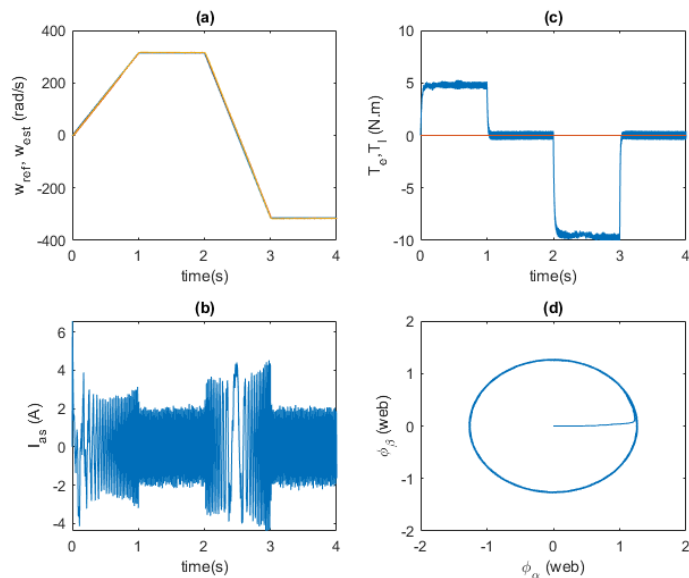 (a)
400
200
0
-200
-400
w_ref, w_est (rad/s)
0 1 2 3 4
time(s)
(c)
10
5
0
-5
-10
T_e,T_l (N.m)
0 1 2 3 4
time(s)
(b)
6
4
2
0
-2
-4
I_as (A)
0 1 2 3 4
time(s)
(d)
2
1
0
-1
-2
ϕ_β (web)
-2 -1 0 1 2
ϕ_α (web)